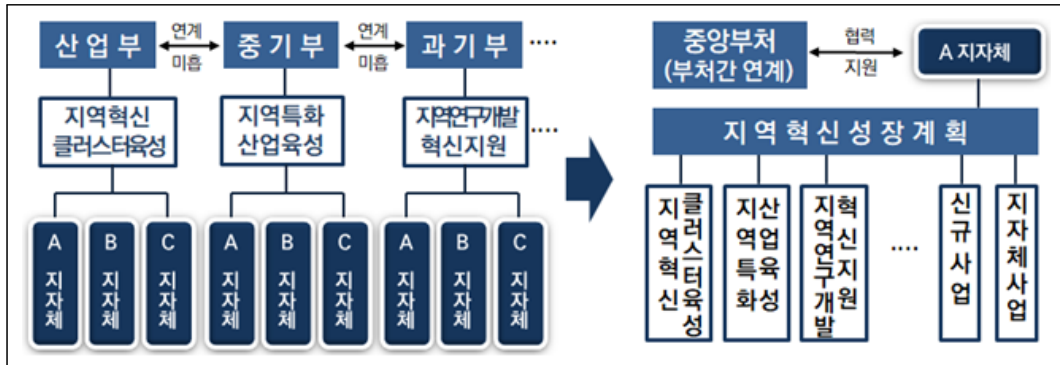 산업부
연계
미흡
중기부
연계
미흡
과기부
....
지역혁신
클러스터육성
지역특화
산업육성
지역연구개발
혁신지원
....
A 지자체
B 지자체
C 지자체
A 지자체
B 지자체
C 지자체
A 지자체
B 지자체
C 지자체
중앙부처
(부처간 연계)
협력
지원
A 지자체
지역혁신성장계획
지역혁신
클러스터육성
지역특화
산업육성
지역연구개발
혁신지원
....
신규사업
지자체사업